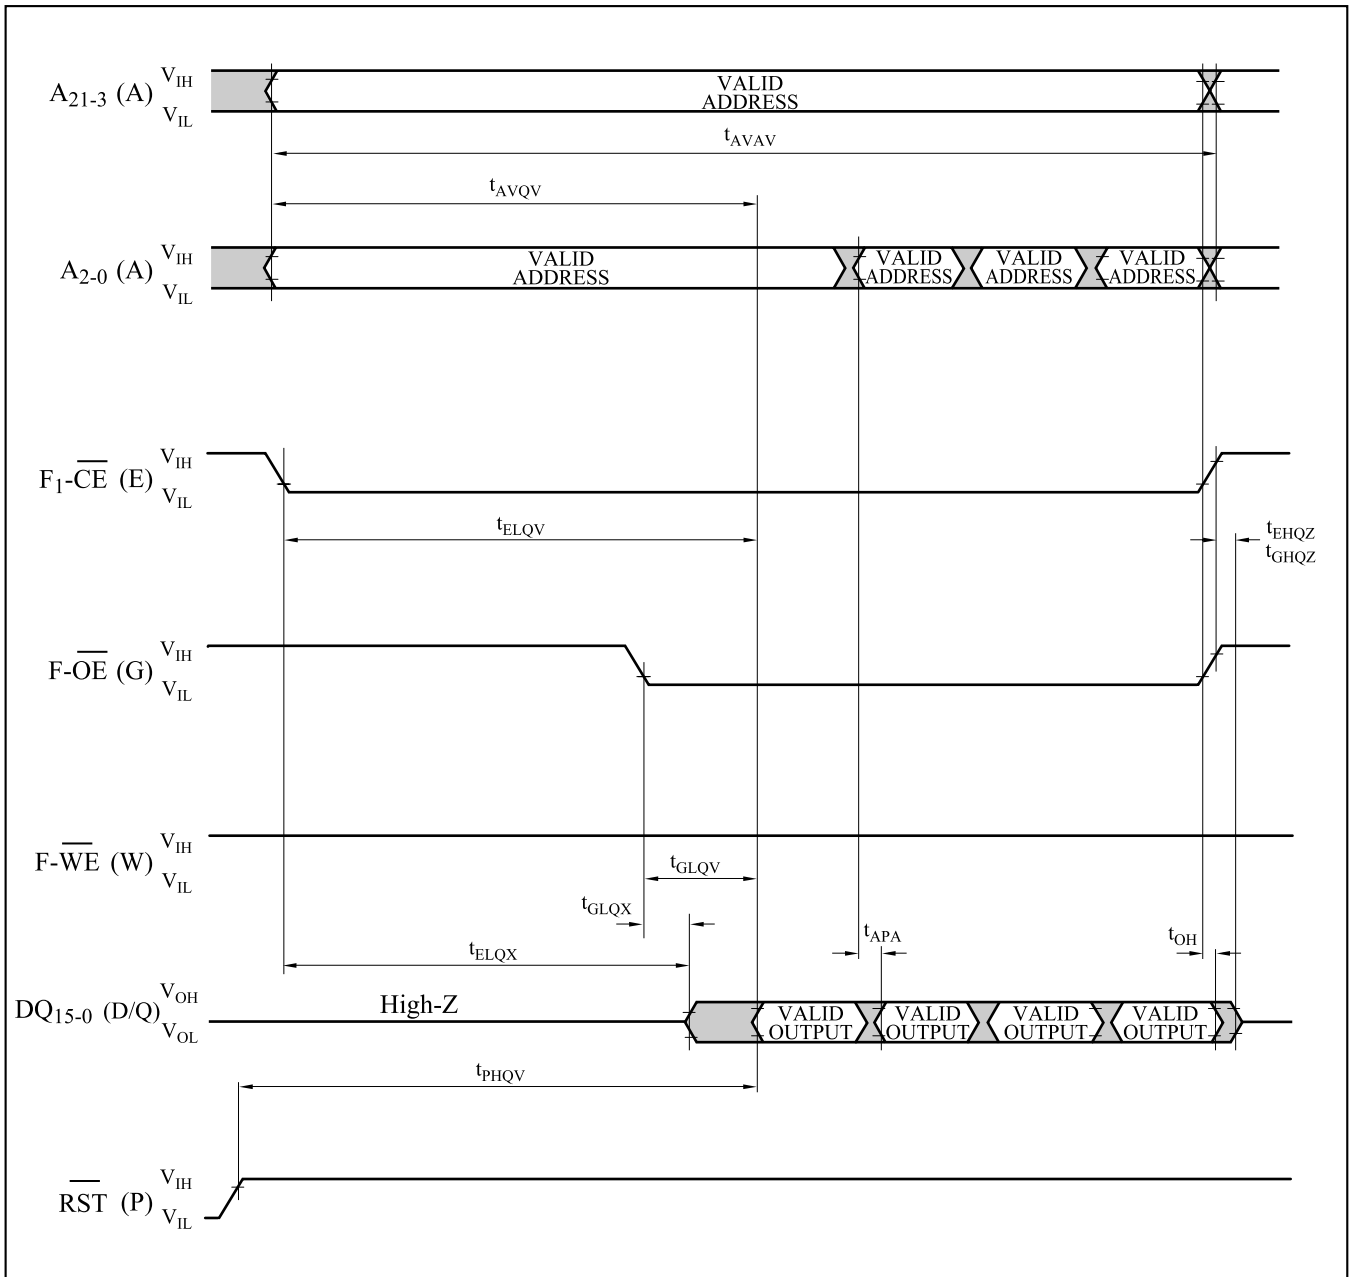 A21-3 (A) VIH VIL
VALID
ADDRESS
tAVAV
tAVQV
A2-0 (A) VIH VIL
VALID
ADDRESS
VALID
ADDRESS
VALID
ADDRESS
VALID
ADDRESS
F1-CE (E) VIH VIL
tELQV
tEHQZ
tGHQZ
F-OE (G) VIH VIL
F-WE (W) VIH VIL
tGLQV
tGLQX
tAPA
tOH
tELQX
DQ15-0 (D/Q) VOH VOL
High-Z
VALID
OUTPUT
VALID
OUTPUT
VALID
OUTPUT
VALID
OUTPUT
tPHQV
RST (P) VIH VIL